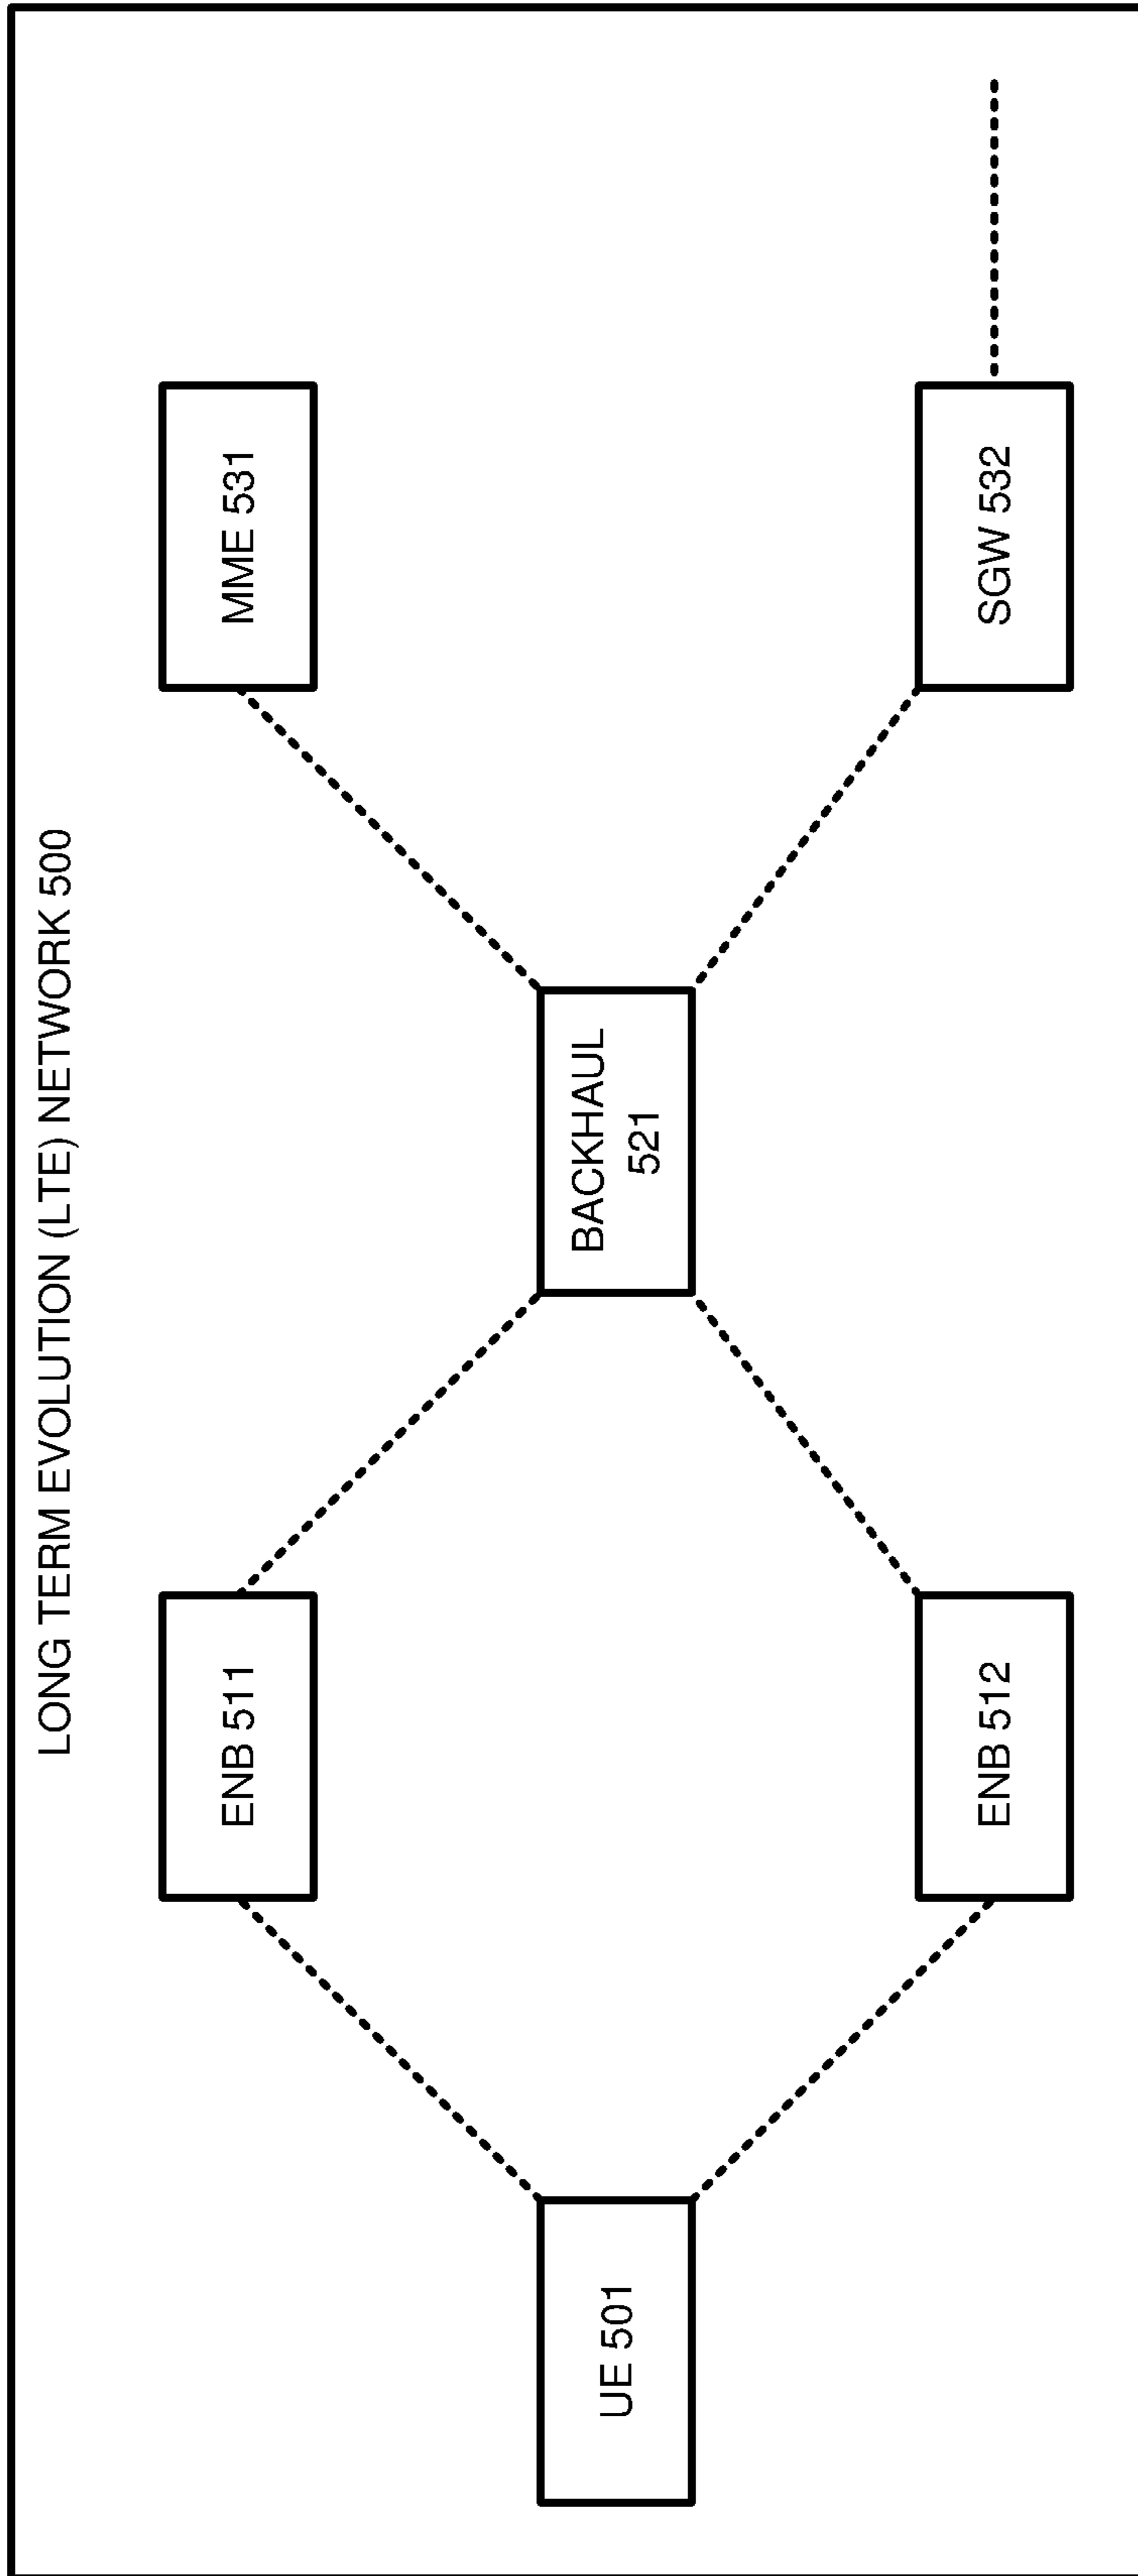 LONG TERM EVOLUTION (LTE) NETWORK 500
ENB 511
MME 531
UE 501
BACKHAUL
521
ENB 512
SGW 532